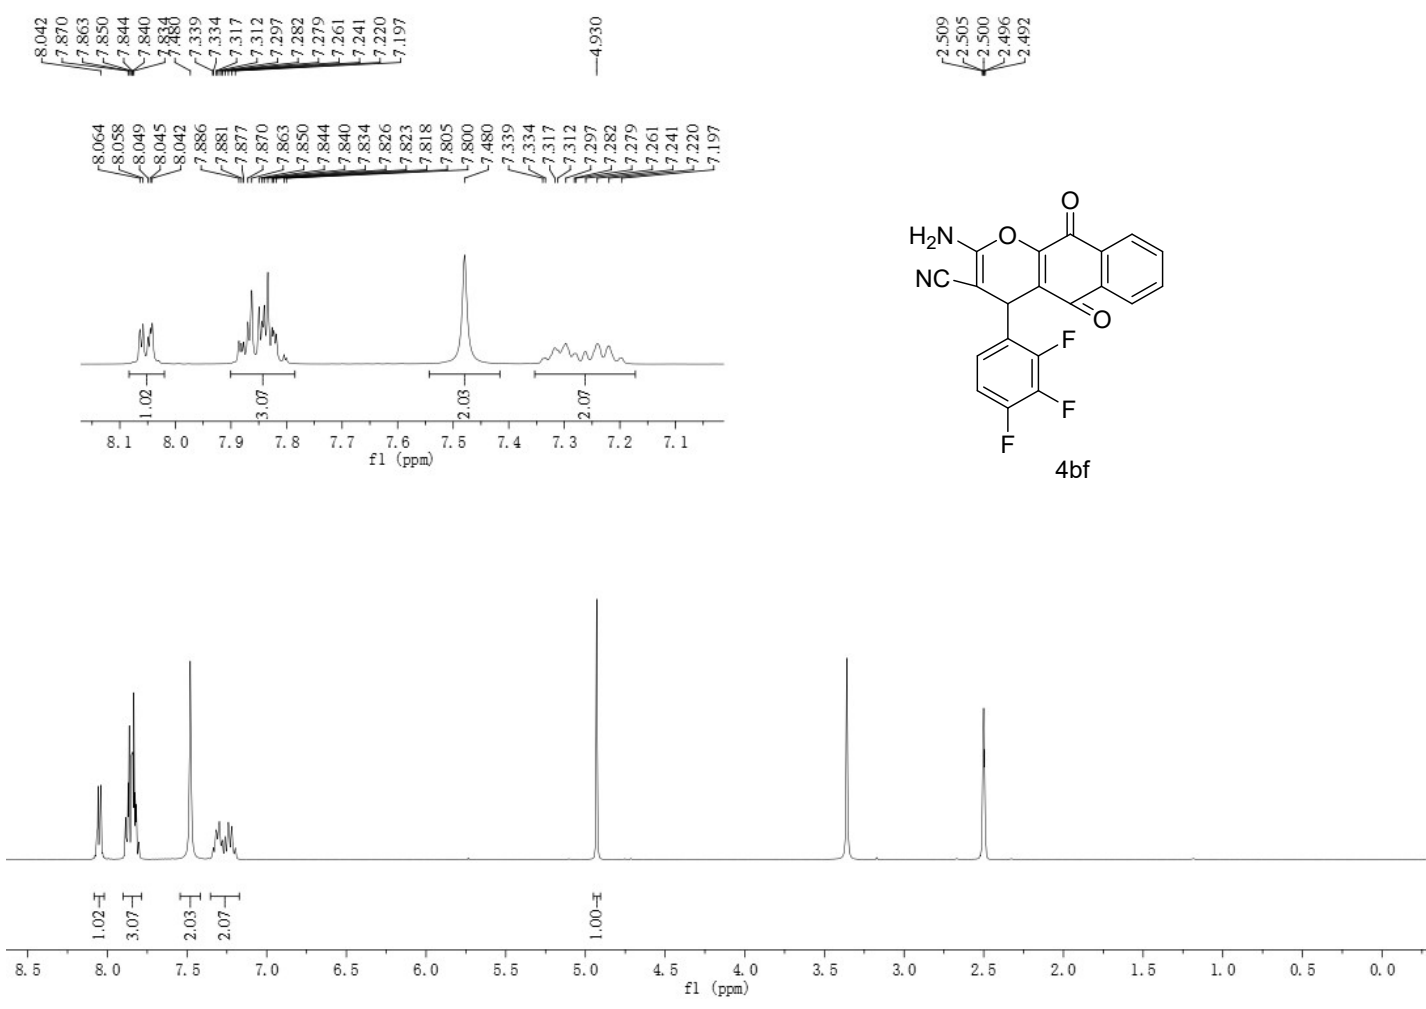 8.042 7.870 7.863 7.850 7.844 7.840 7.834 7.480 7.339 7.334 7.317 7.312 7.297 7.282 7.279 7.261 7.241 7.220 7.197
4.930
2.509 2.505 2.500 2.496 2.492
8.064 8.058 8.049 8.045 8.042 7.886 7.881 7.877 7.870 7.863 7.850 7.844 7.840 7.834 7.826 7.823 7.818 7.805 7.800 7.480 7.339 7.334 7.317 7.312 7.297 7.282 7.279 7.261 7.241 7.220 7.197
1.02 3.07 2.03 2.07
8.1 8.0 7.9 7.8 7.7 7.6 7.5 7.4 7.3 7.2 7.1
f1 (ppm)
O
H2N O
NC
O
F
F
F
4bf
1.02 3.07 2.03 2.07 1.00
8.5 8.0 7.5 7.0 6.5 6.0 5.5 5.0 4.5 4.0 3.5 3.0 2.5 2.0 1.5 1.0 0.5 0.0
f1 (ppm)